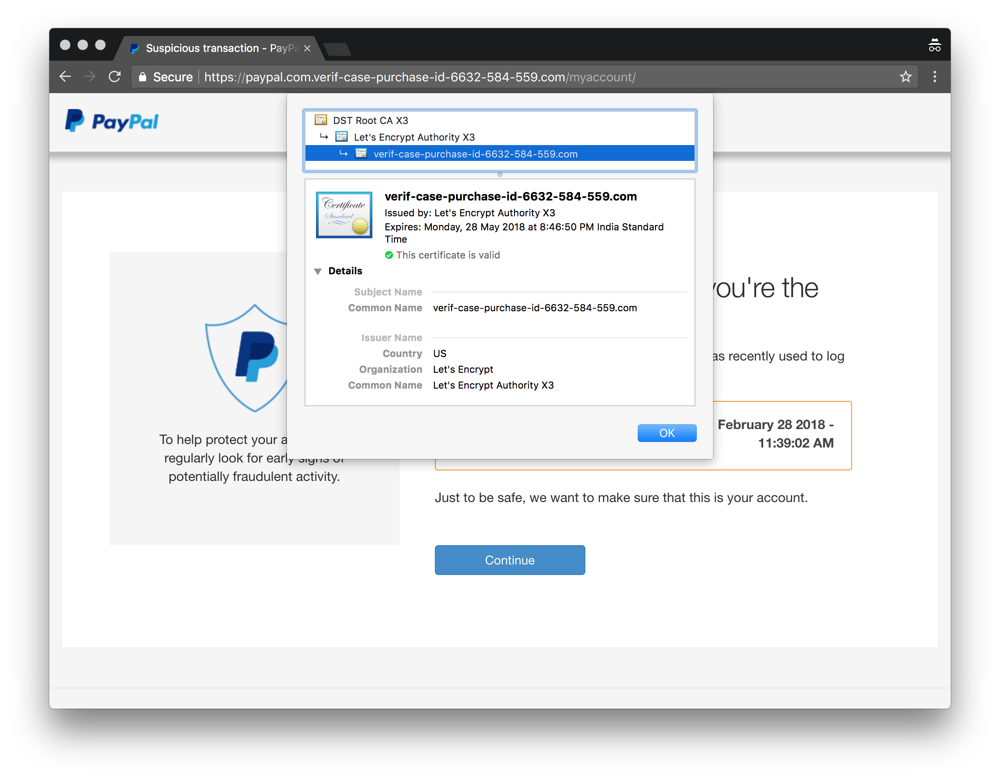 Suspicious transaction - PayPa
Secure https://paypal.com.verif-case-purchase-id-6632-584-559.com/myaccount/
PayPal
DST Root CA X3
Let's Encrypt Authority X3
verif-case-purchase-id-6632-584-559.com
Certificate
Standard
verif-case-purchase-id-6632-584-559.com
Issued by: Let's Encrypt Authority X3
Expires: Monday, 28 May 2018 at 8:46:50 PM India Standard
Time
This certificate is valid
Details
Subject Name
Common Name verif-case-purchase-id-6632-584-559.com
Issuer Name
Country US
Organization Let's Encrypt
Common Name Let's Encrypt Authority X3
OK
To help protect your a
regularly look for early signs of
potentially fraudulent activity.
you're the
as recently used to log
February 28 2018 -
11:39:02 AM
Just to be safe, we want to make sure that this is your account.
Continue